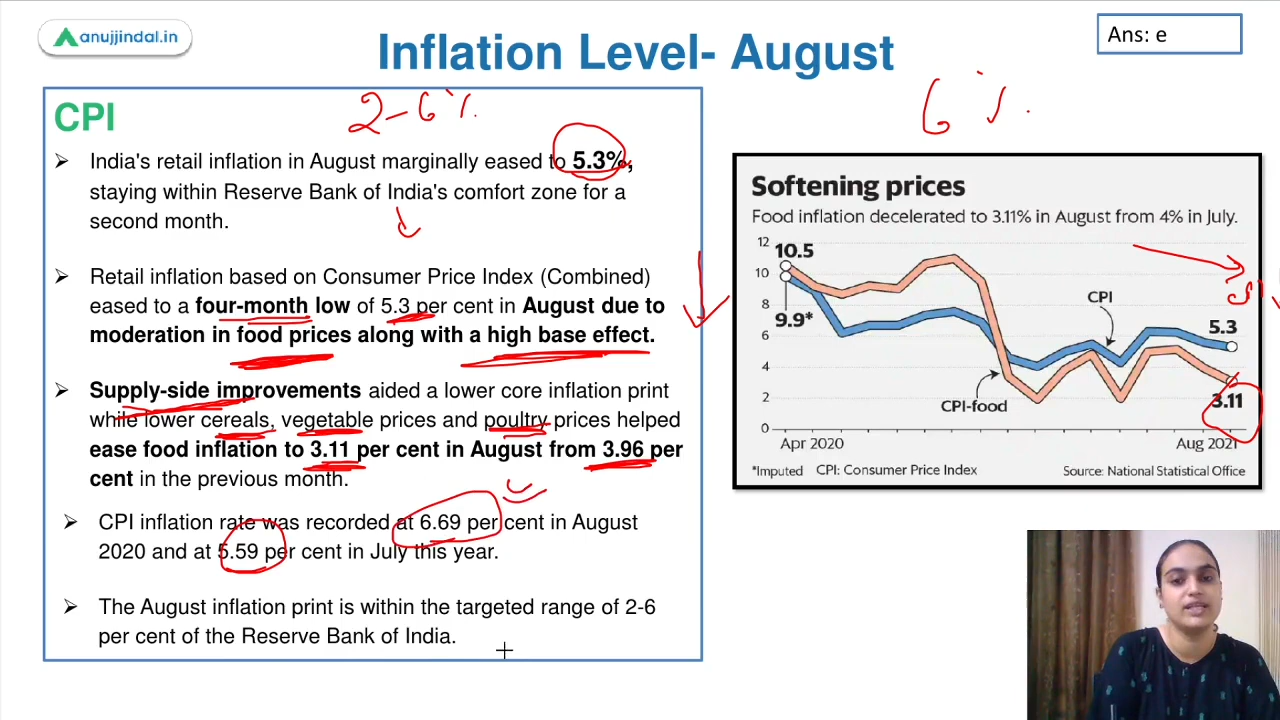 anujjindal.in
Inflation Level- August
Ans: e
CPI
2-6%
6%
India's retail inflation in August marginally eased to 5.3%,
staying within Reserve Bank of India's comfort zone for a
second month.
Retail inflation based on Consumer Price Index (Combined)
eased to a four-month low of 5.3 per cent in August due to
moderation in food prices along with a high base effect.
Supply-side improvements aided a lower core inflation print
while lower cereals, vegetable prices and poultry prices helped
ease food inflation to 3.11 per cent in August from 3.96 per
cent in the previous month.
CPI inflation rate was recorded at 6.69 per cent in August
2020 and at 5.59 per cent in July this year.
The August inflation print is within the targeted range of 2-6
per cent of the Reserve Bank of India.
Softening prices
Food inflation decelerated to 3.11% in August from 4% in July.
12
10.5
10
CPI
8
9.9*
5.3
6
4
CPI-food
3.11
2
0
Apr 2020
Aug 2021
*Imputed CPI: Consumer Price Index Source: National Statistical Office